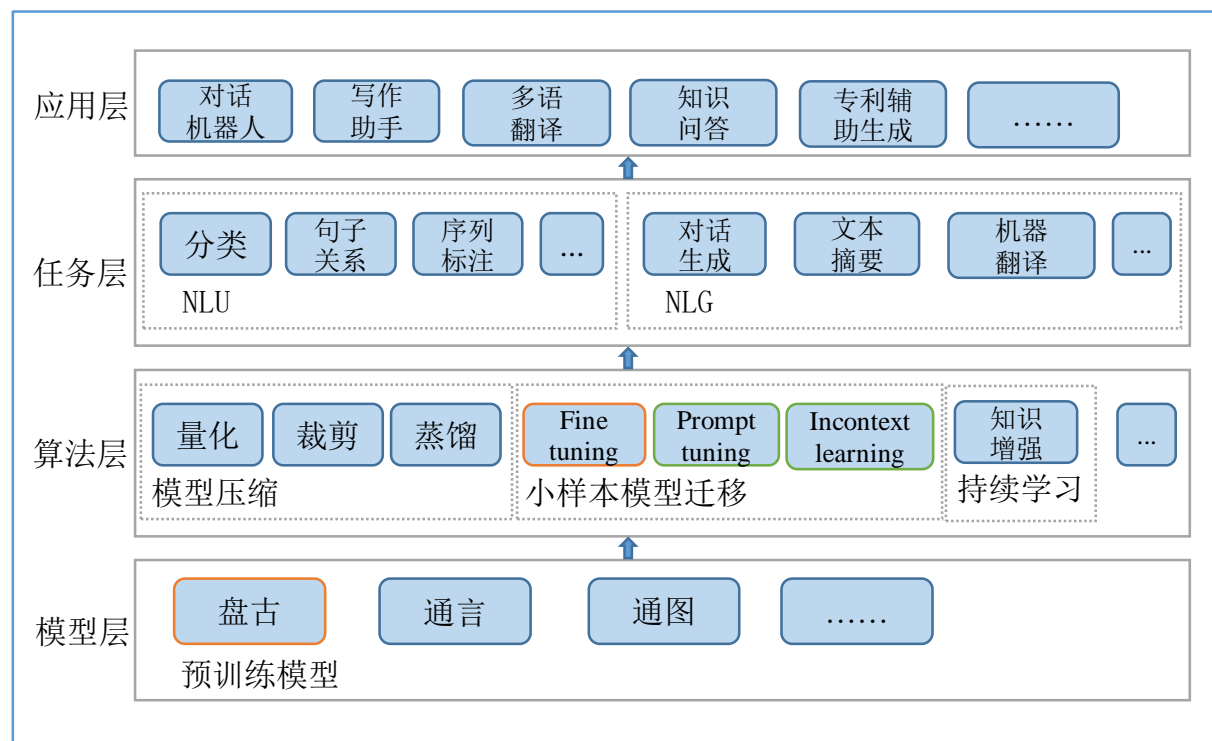 应用层
对话
机器人
写作
助手
多语
翻译
知识
问答
专利辅
助生成
……
任务层
分类
句子
关系
序列
标注
...
NLU
对话
生成
文本
摘要
机器
翻译
...
NLG
算法层
量化
裁剪
蒸馏
模型压缩
Fine
tuning
Prompt
tuning
Incontext
learning
小样本模型迁移
知识
增强
持续学习
...
模型层
盘古
通言
通图
……
预训练模型